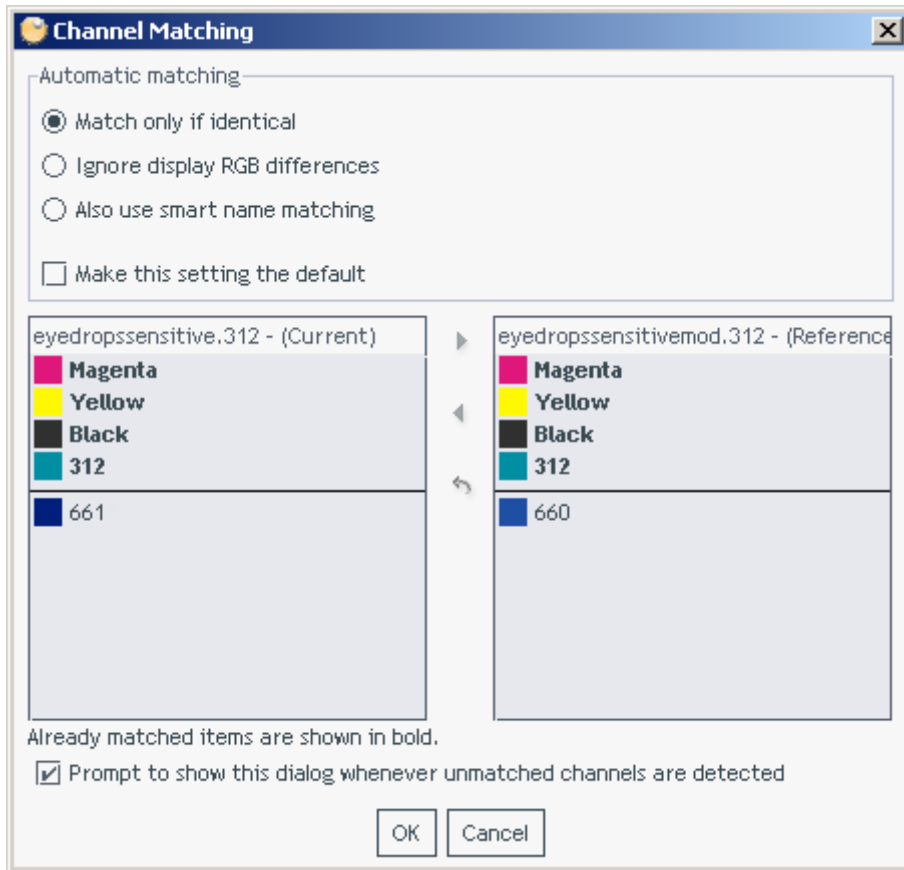 Channel Matching
Automatic matching
Match only if identical
Ignore display RGB differences
Also use smart name matching
Make this setting the default
eyedropssensitive.312 - (Current)
Magenta
Yellow
Black
312
661
eyedropssensitivemod.312 - (Reference
Magenta
Yellow
Black
312
660
Already matched items are shown in bold.
Prompt to show this dialog whenever unmatched channels are detected
OK
Cancel